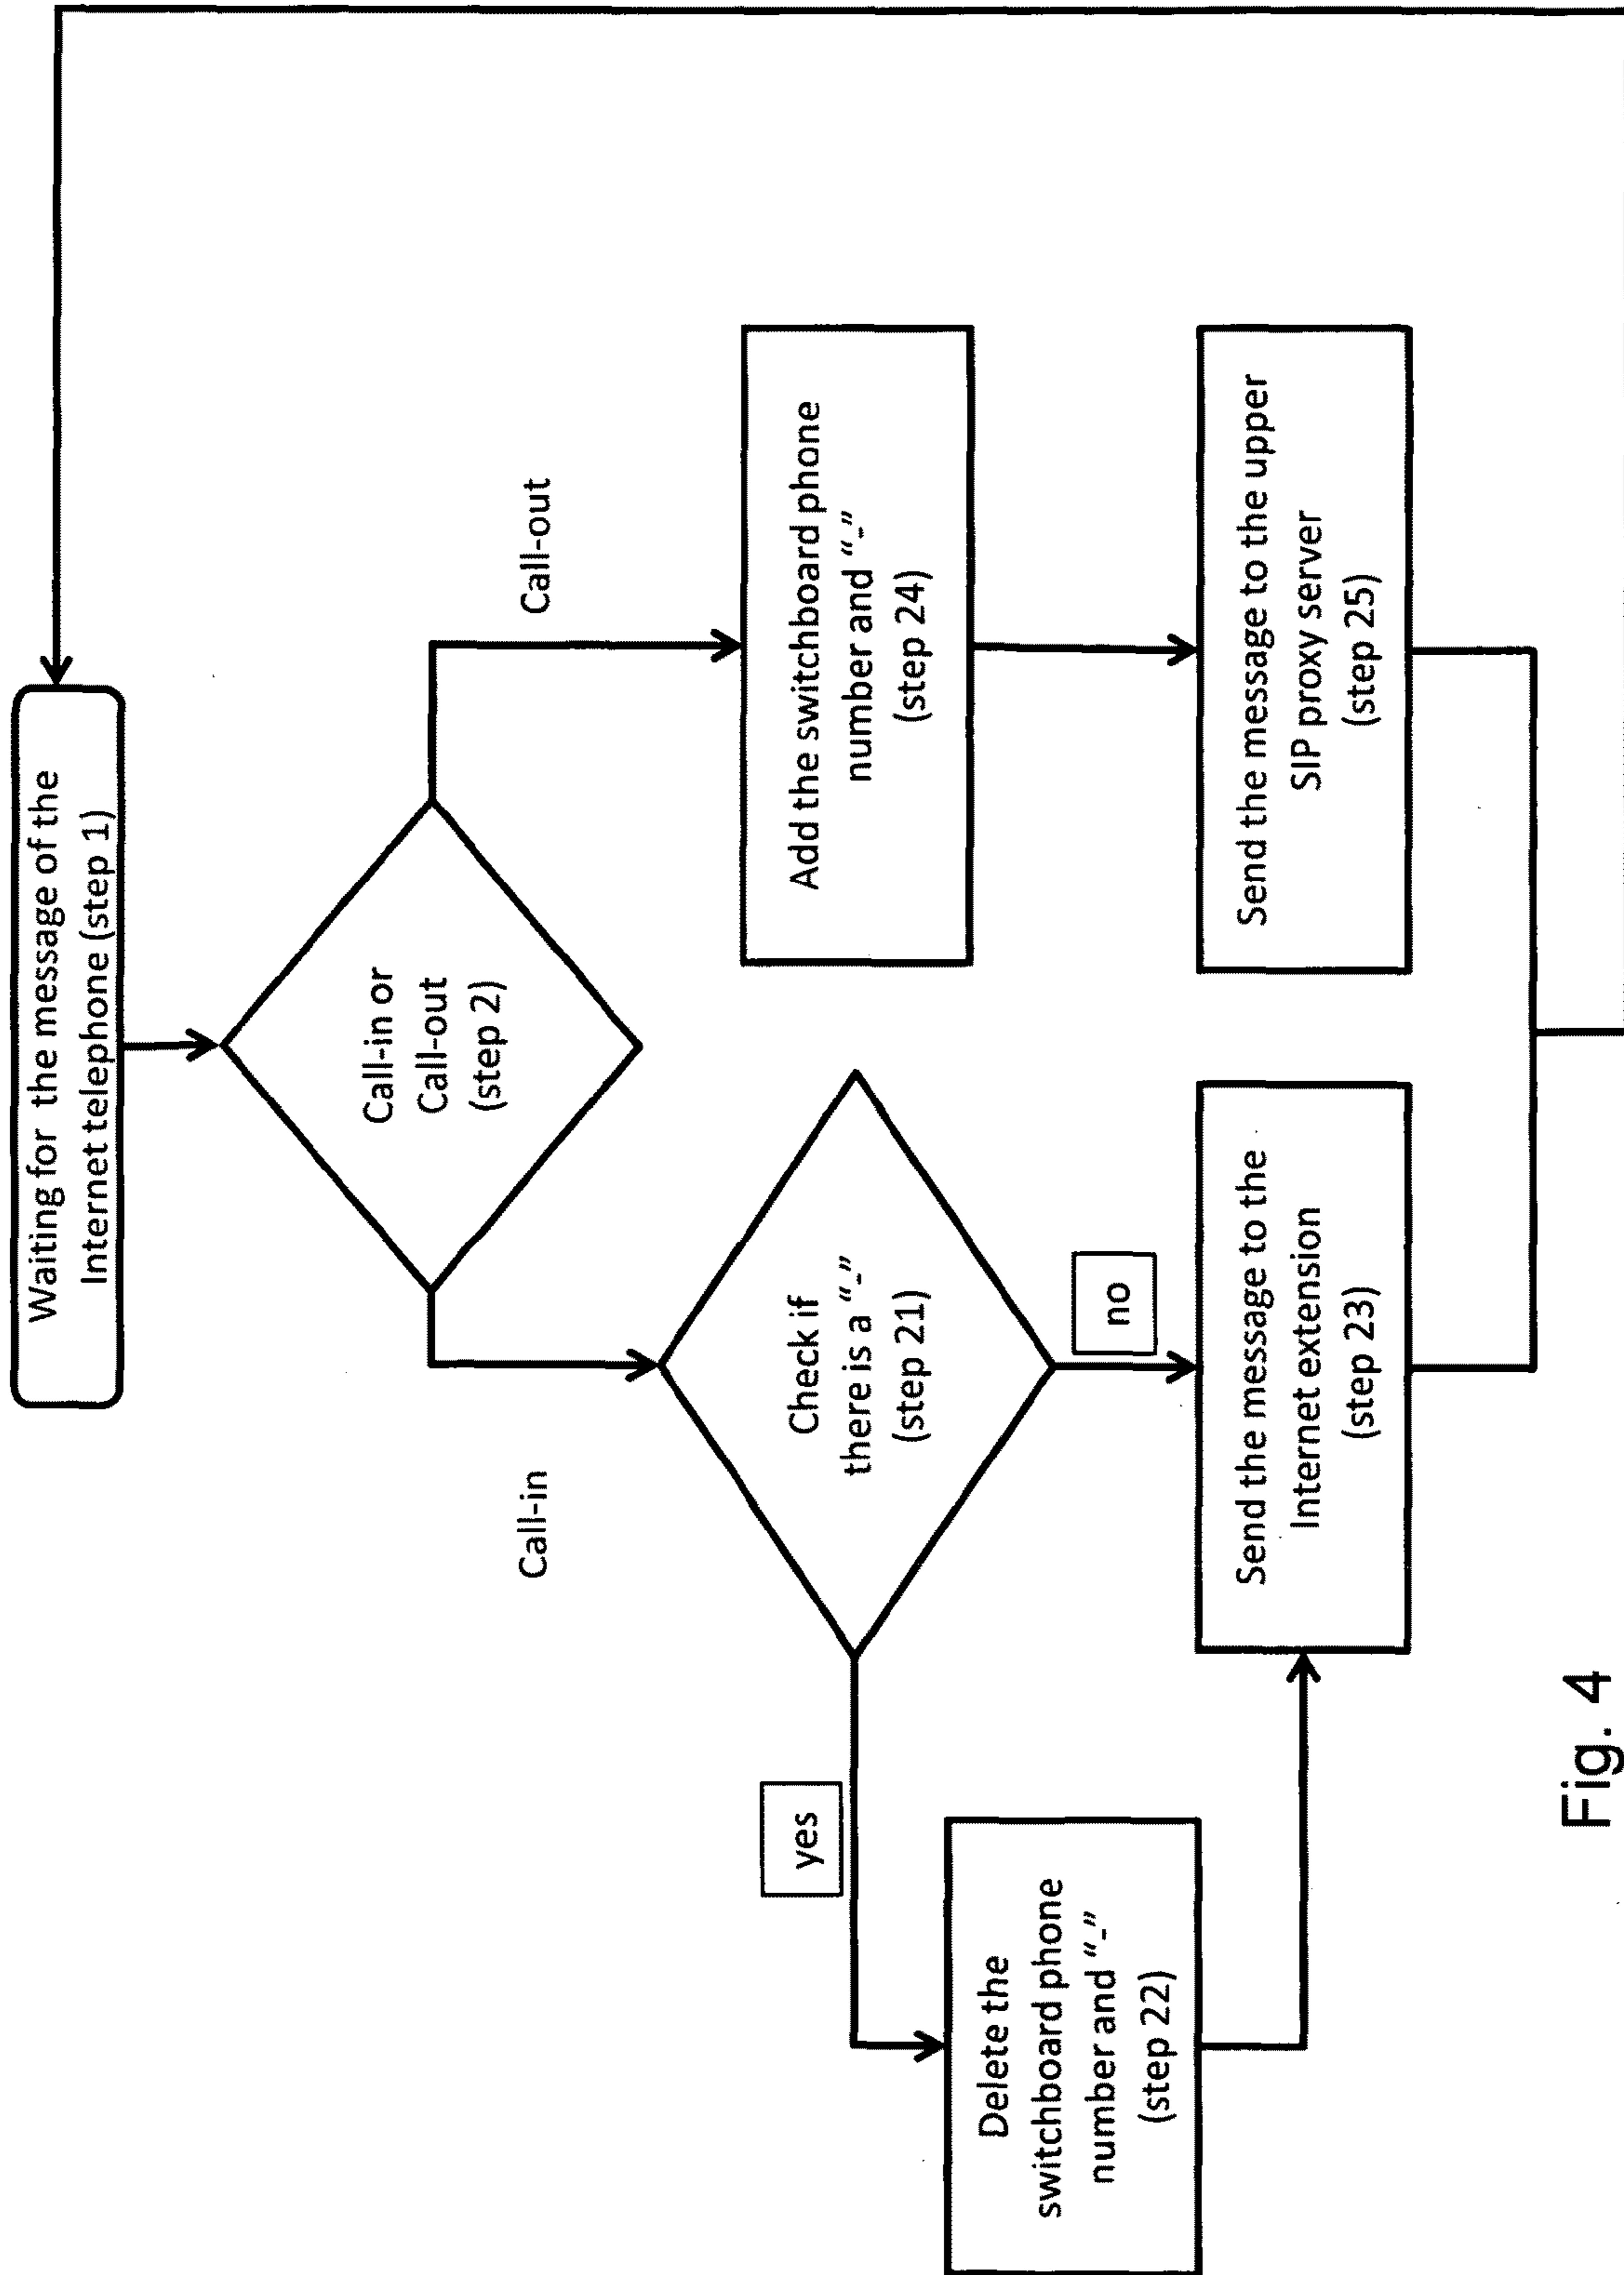 Waiting for the message of the
Internet telephone (step 1)
Call-in or
Call-out
(step 2)
Call-in
Call-out
Check if
there is a “-”
(step 21)
Add the switchboard phone
number and “-”
(step 24)
yes
no
Delete the
switchboard phone
number and “-”
(step 22)
Send the message to the
Internet extension
(step 23)
Send the message to the upper
SIP proxy server
(step 25)
Fig. 4